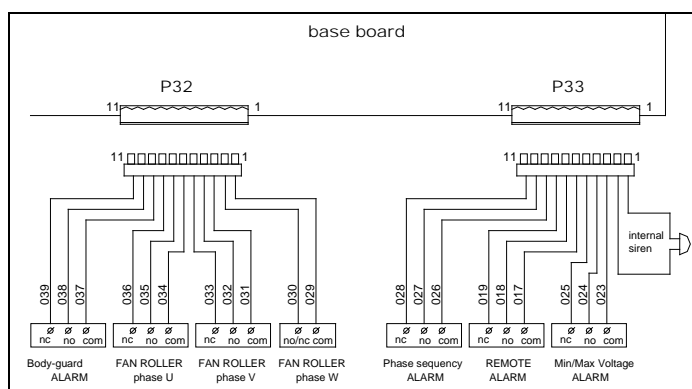 base board
P32 P33
11 1 11 1
11 1 11 1
internal
siren
039 038 037 036 035 034 033 032 031 030 029 028 027 026 019 018 017 025 024 023
nc no com nc no com nc no com no/nc com nc no com nc no com nc no com
Body-guard FAN ROLLER FAN ROLLER FAN ROLLER Phase sequency REMOTE Min/Max Voltage
ALARM phase U phase V phase W ALARM ALARM ALARM